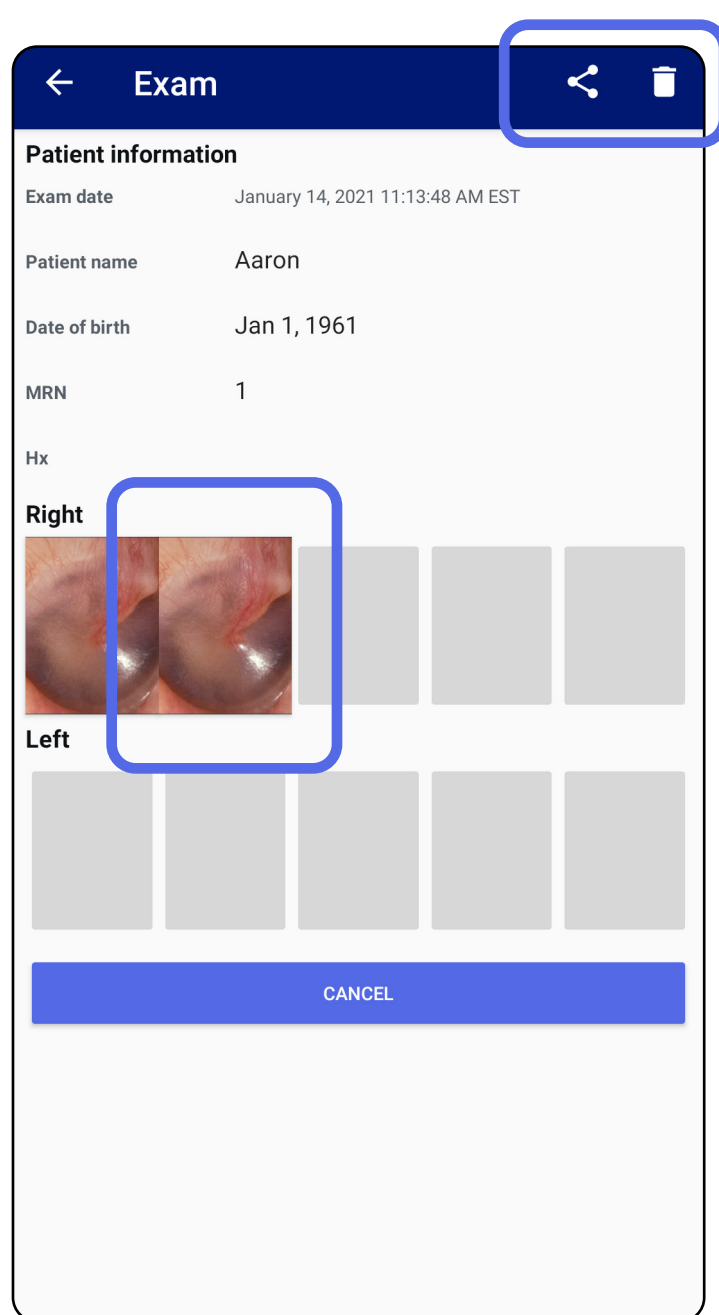 Exam
Patient information
Exam date January 14, 2021 11:13:48 AM EST
Patient name Aaron
Date of birth Jan 1, 1961
MRN 1
Hx
Right
Left
CANCEL